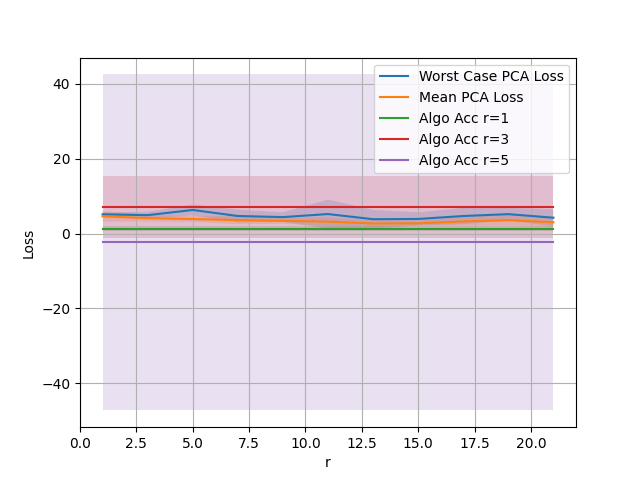 Worst Case PCA Loss
Mean PCA Loss
Algo Acc r=1
Algo Acc r=3
Algo Acc r=5
40
20
0
−20
−40
Loss
0.0 2.5 5.0 7.5 10.0 12.5 15.0 17.5 20.0
r